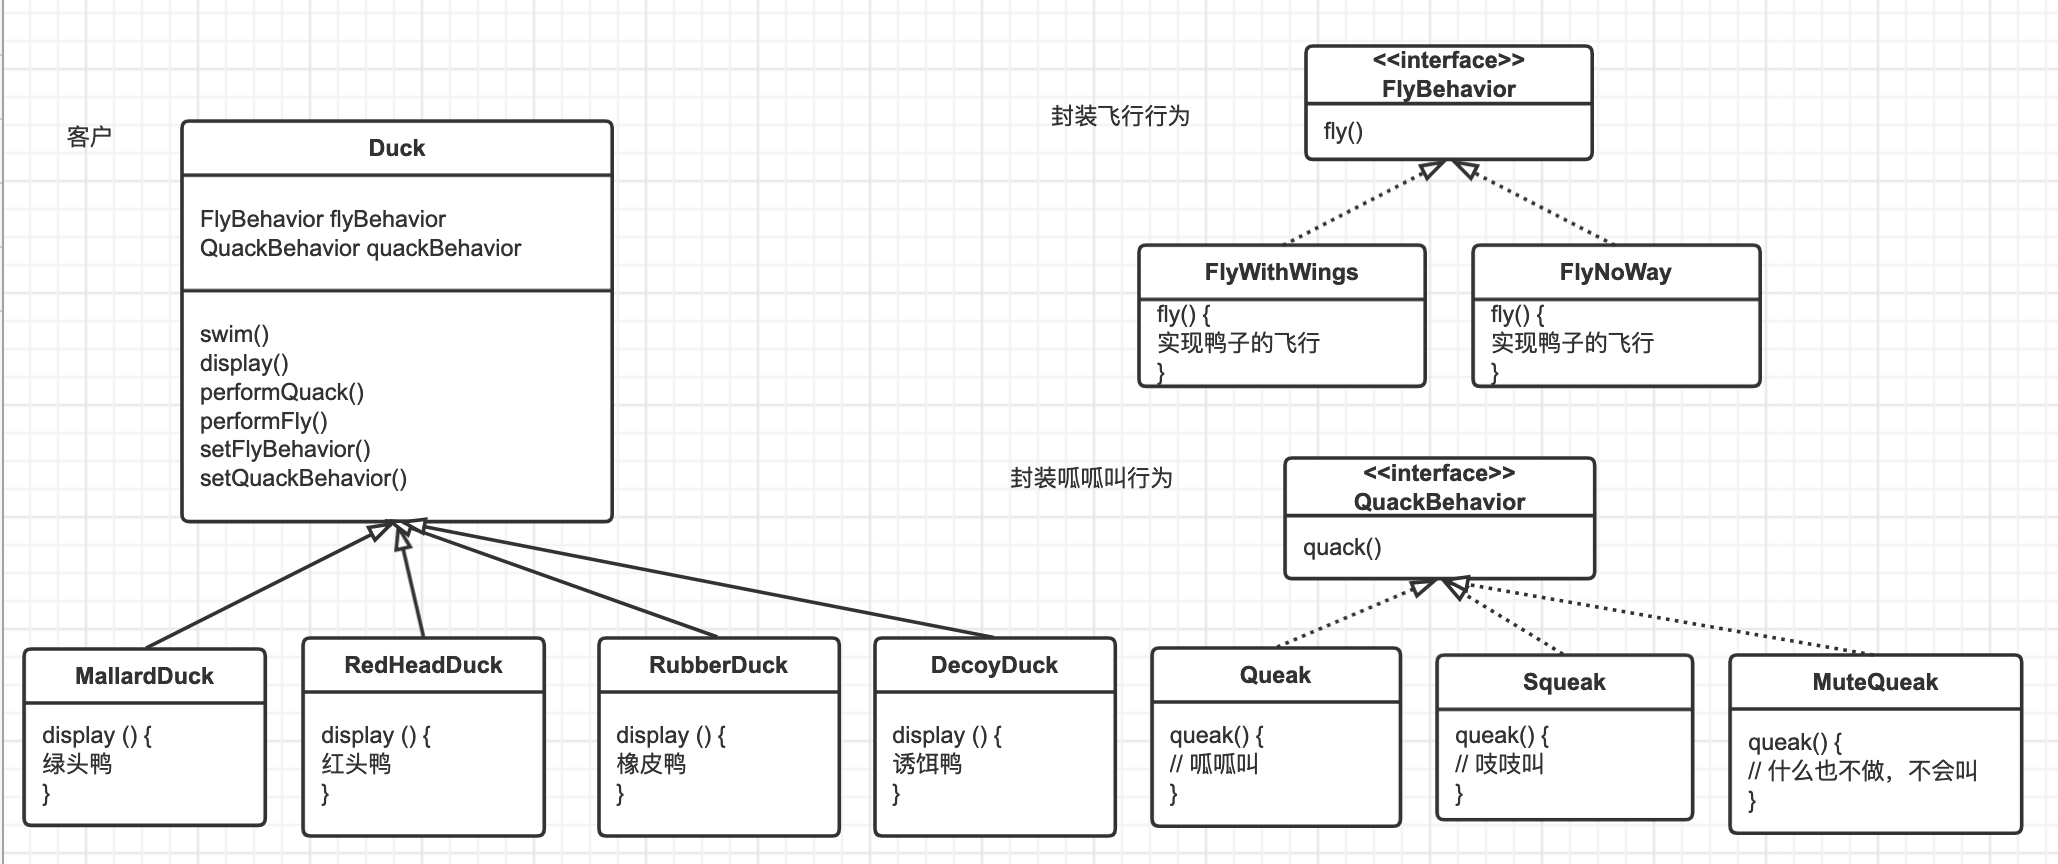 客户
Duck
FlyBehavior flyBehavior
QuackBehavior quackBehavior
swim()
display()
performQuack()
performFly()
setFlyBehavior()
setQuackBehavior()
封装飞行行为
<<interface>>
FlyBehavior
fly()
FlyWithWings
fly() {
实现鸭子的飞行
}
FlyNoWay
fly() {
实现鸭子的飞行
}
封装呱呱叫行为
<<interface>>
QuackBehavior
quack()
MallardDuck
display () {
绿头鸭
}
RedHeadDuck
display () {
红头鸭
}
RubberDuck
display () {
橡皮鸭
}
DecoyDuck
display () {
诱饵鸭
}
Queak
queak() {
// 呱呱叫
}
Squeak
queak() {
// 吱吱叫
}
MuteQueak
queak() {
// 什么也不做，不会叫
}